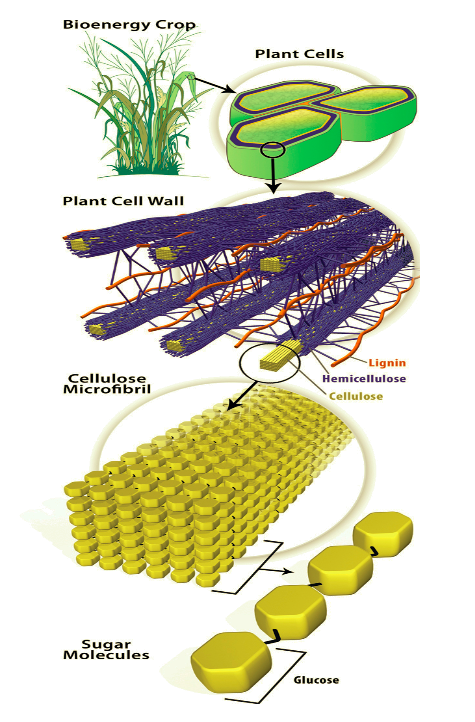 Bioenergy Crop
Plant Cells
Plant Cell Wall
Lignin
Hemicellulose
Cellulose
Cellulose
Microfibril
Sugar
Molecules
Glucose